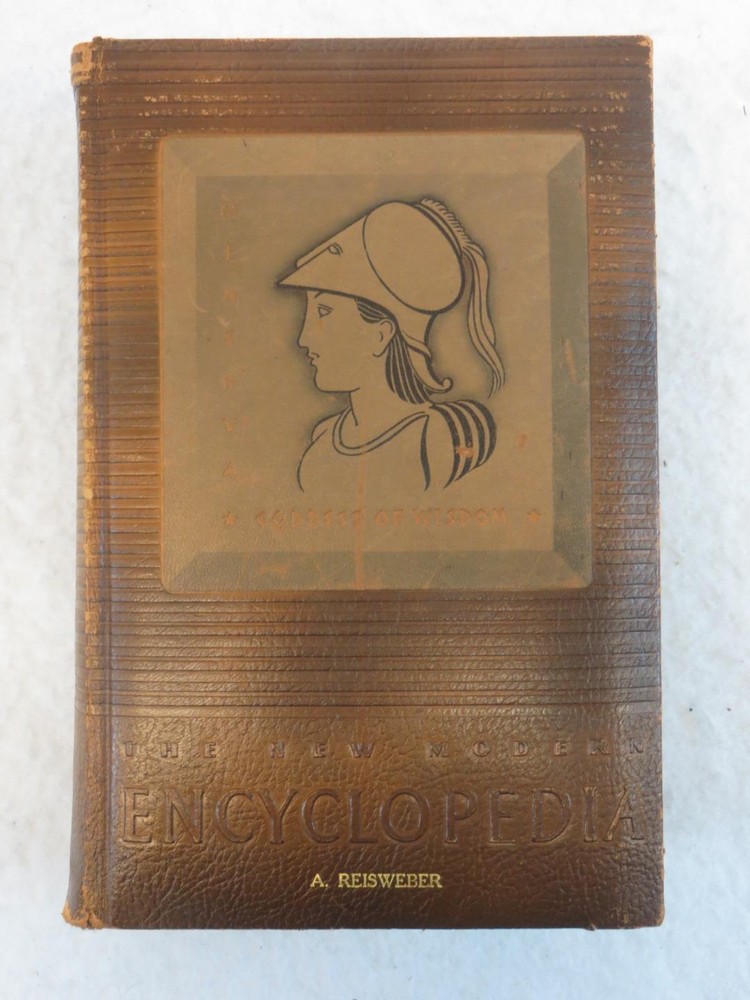 MINERVA
★ GODDESS OF WISDOM ★
THE NEW MODERN
ENCYCLOPEDIA
A. REISWEBER